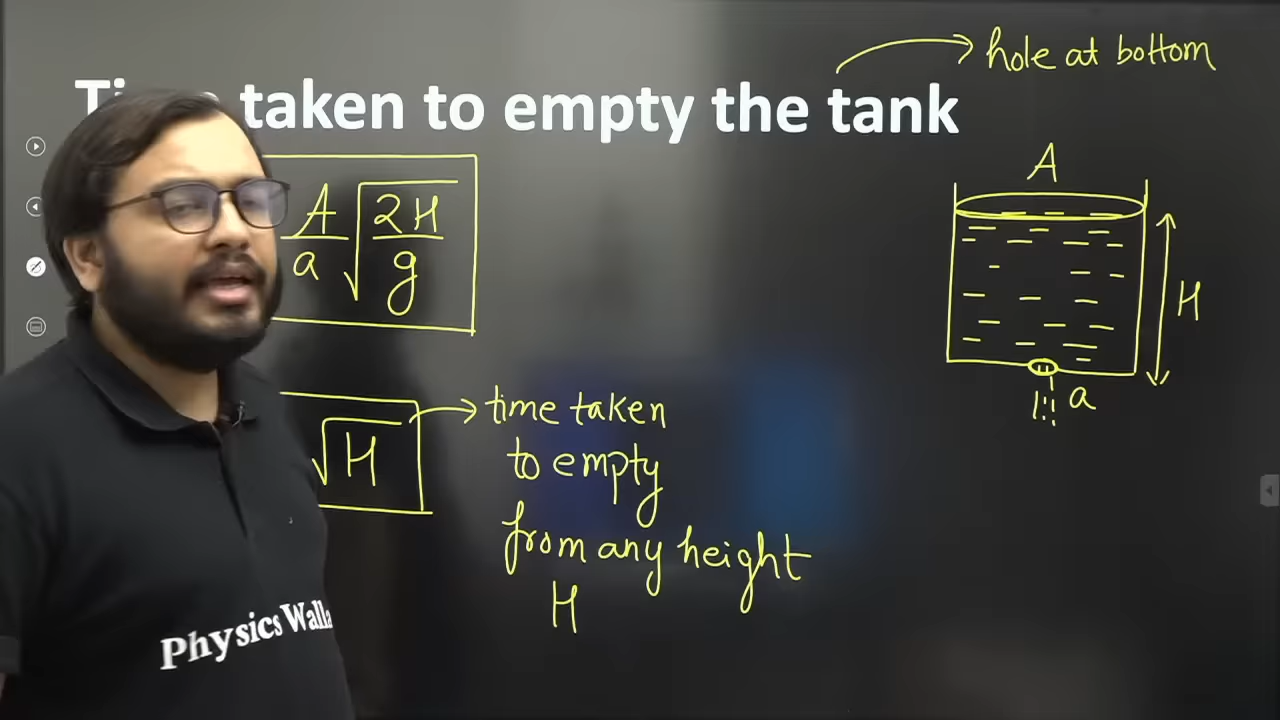 hole at bottom
taken to empty the tank
A
A/a √(2H/g)
H
a
√H
time taken
to empty
from any height
H
Physics Walla